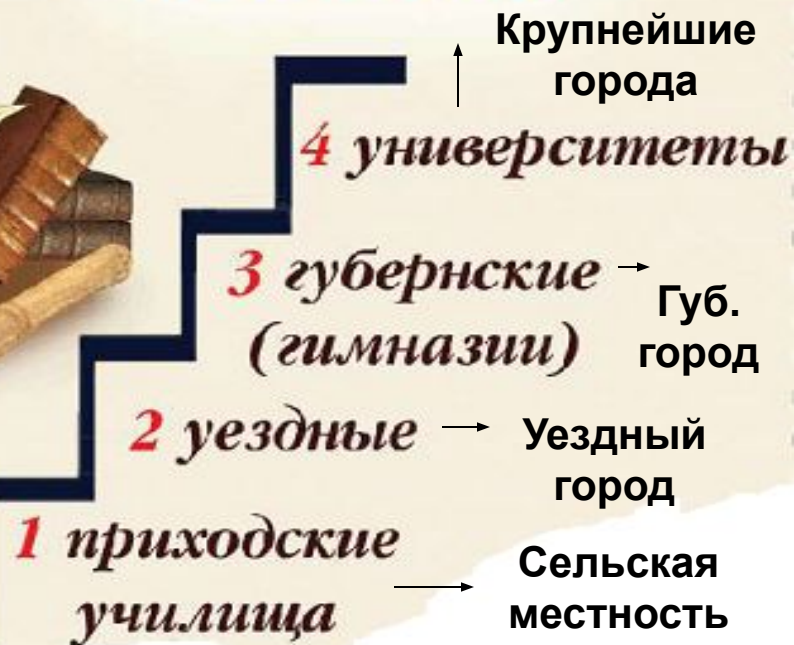 Крупнейшие
города
4 университеты
3 губернские
(гимназии)
Губ.
город
2 уездные
Уездный
город
1 приходские
училища
Сельская
местность